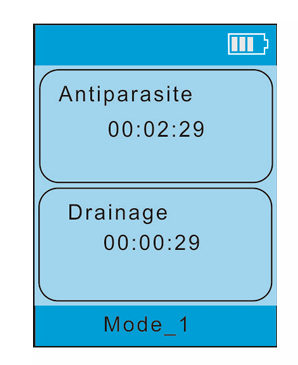 Antiparasite
00:02:29
Drainage
00:00:29
Mode_1